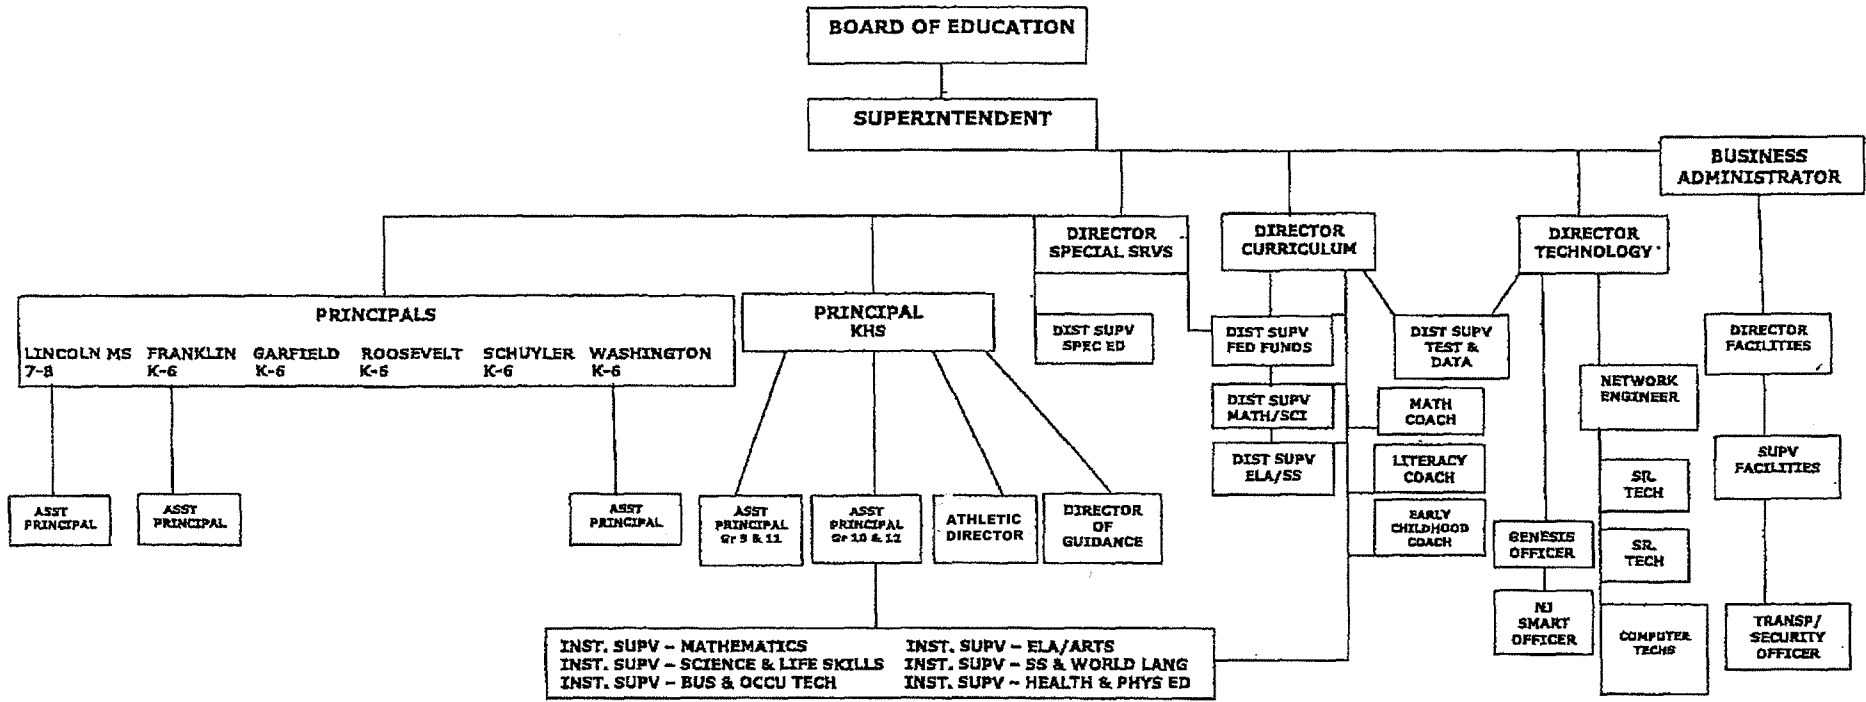 BOARD OF EDUCATION
SUPERINTENDENT
BUSINESS
ADMINISTRATOR
DIRECTOR
SPECIAL SRVS
DIRECTOR
CURRICULUM
DIRECTOR
TECHNOLOGY
PRINCIPALS
LINCOLN MS FRANKLIN GARFIELD ROOSEVELT SCHUYLER WASHINGTON
7-8 K-6 K-6 K-6 K-6 K-6
PRINCIPAL
KHS
DIST SUPV
SPEC ED
DIST SUPV
FED FUNDS
DIST SUPV
TEST &
DATA
DIRECTOR
FACILITIES
NETWORK
ENGINEER
DIST SUPV
MATH/SCI
MATH
COACH
DIST SUPV
ELA/SS
LITERACY
COACH
SUPV
FACILITIES
SR.
TECH
ASST
PRINCIPAL
ASST
PRINCIPAL
ASST
PRINCIPAL
ASST
PRINCIPAL
Gr 9 & 11
ASST
PRINCIPAL
Gr 10 & 12
ATHLETIC
DIRECTOR
DIRECTOR
OF
GUIDANCE
EARLY
CHILDHOOD
COACH
GENESIS
OFFICER
SR.
TECH
NJ
SMART
OFFICER
COMPUTER
TECHS
TRANSP/
SECURITY
OFFICER
INST. SUPV – MATHEMATICS INST. SUPV – ELA/ARTS
INST. SUPV – SCIENCE & LIFE SKILLS INST. SUPV – SS & WORLD LANG
INST. SUPV – BUS & OCCU TECH INST. SUPV – HEALTH & PHYS ED